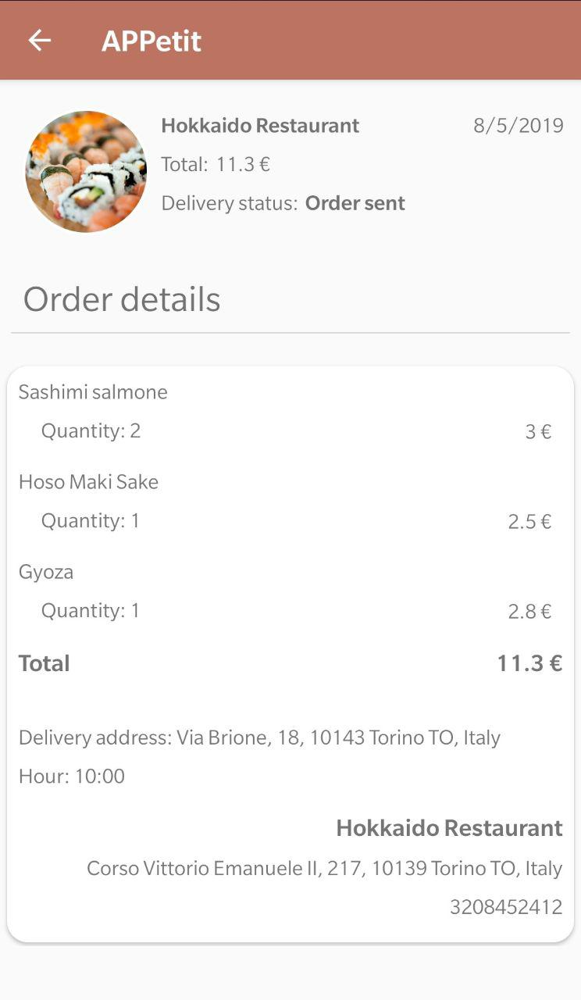 APPetit
Hokkaido Restaurant 8/5/2019
Total: 11.3 €
Delivery status: Order sent
Order details
Sashimi salmone
Quantity: 2 3 €
Hoso Maki Sake
Quantity: 1 2.5 €
Gyoza
Quantity: 1 2.8 €
Total 11.3 €
Delivery address: Via Brione, 18, 10143 Torino TO, Italy
Hour: 10:00
Hokkaido Restaurant
Corso Vittorio Emanuele II, 217, 10139 Torino TO, Italy
3208452412